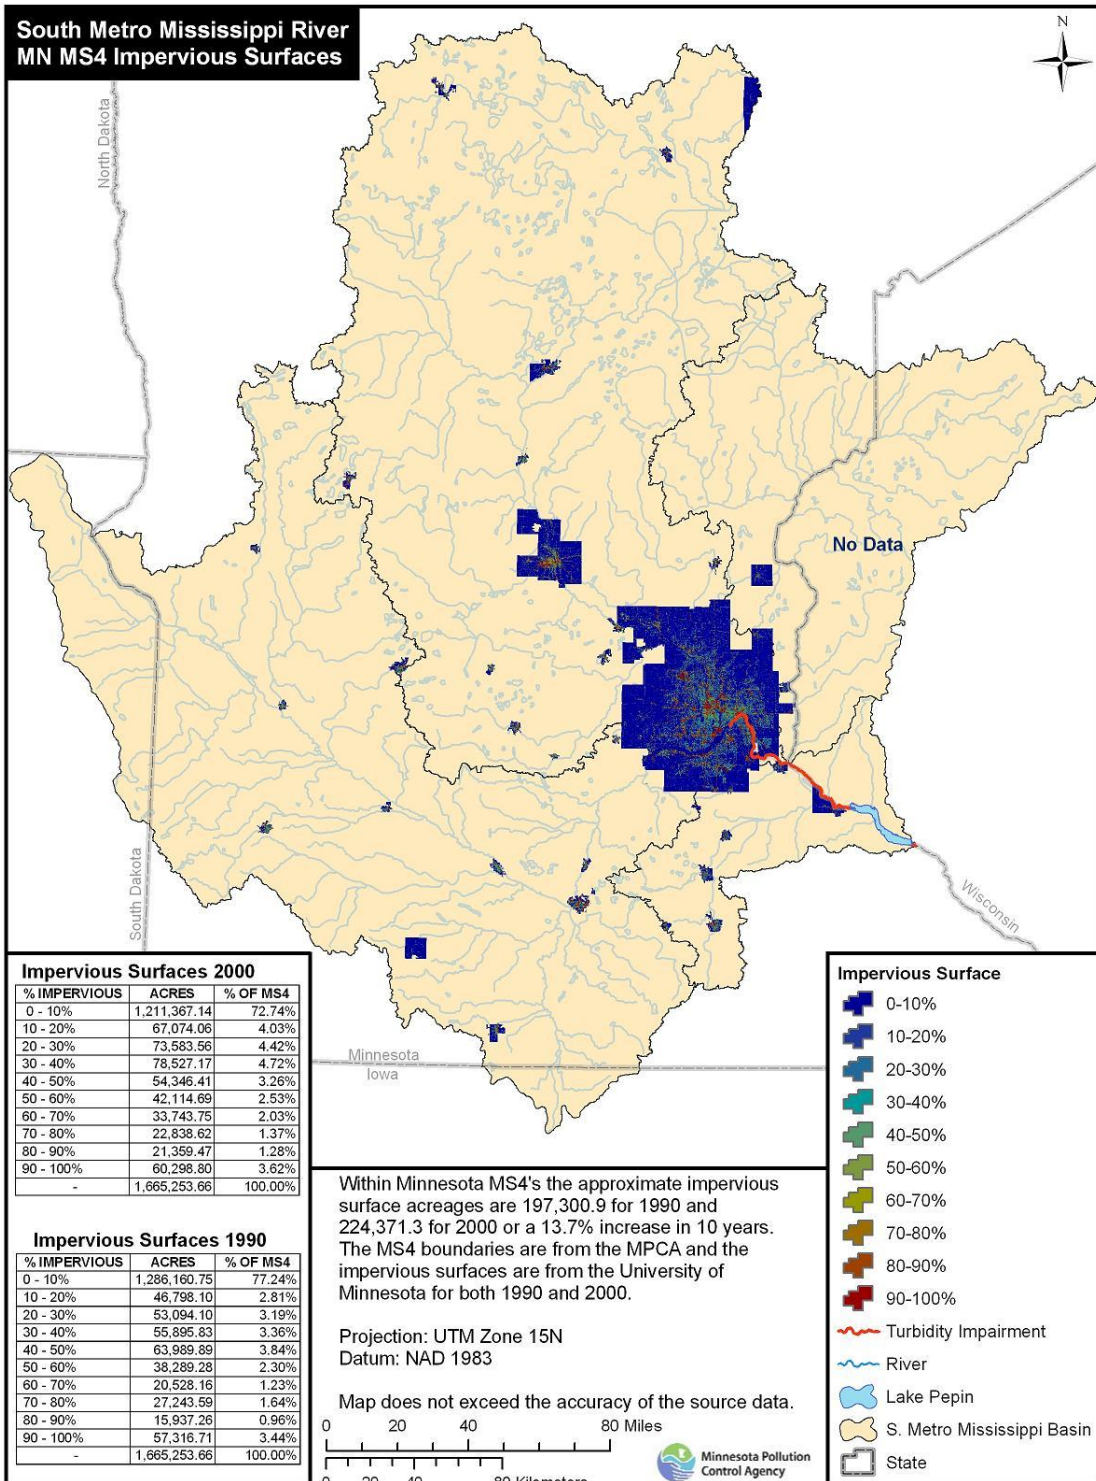 South Metro Mississippi River
MN MS4 Impervious Surfaces
N
North Dakota
No Data
South Dakota
Wisconsin
Minnesota
Iowa
Impervious Surfaces 2000
% IMPERVIOUS ACRES % OF MS4
0 - 10% 1,211,367.14 72.74%
10 - 20% 67,074.06 4.03%
20 - 30% 73,583.56 4.42%
30 - 40% 78,527.17 4.72%
40 - 50% 54,346.41 3.26%
50 - 60% 42,114.69 2.53%
60 - 70% 33,743.75 2.03%
70 - 80% 22,838.62 1.37%
80 - 90% 21,359.47 1.28%
90 - 100% 60,298.80 3.62%
- 1,665,253.66 100.00%
Impervious Surfaces 1990
% IMPERVIOUS ACRES % OF MS4
0 - 10% 1,286,160.75 77.24%
10 - 20% 46,798.10 2.81%
20 - 30% 53,094.10 3.19%
30 - 40% 55,895.83 3.36%
40 - 50% 63,989.89 3.84%
50 - 60% 38,289.28 2.30%
60 - 70% 20,528.16 1.23%
70 - 80% 27,243.59 1.64%
80 - 90% 15,937.26 0.96%
90 - 100% 57,316.71 3.44%
- 1,665,253.66 100.00%
Within Minnesota MS4's the approximate impervious
surface acreages are 197,300.9 for 1990 and
224,371.3 for 2000 or a 13.7% increase in 10 years.
The MS4 boundaries are from the MPCA and the
impervious surfaces are from the University of
Minnesota for both 1990 and 2000.
Projection: UTM Zone 15N
Datum: NAD 1983
Map does not exceed the accuracy of the source data.
0 20 40 80 Miles
0 20 40 80 Kilometers
Minnesota Pollution
Control Agency
Impervious Surface
0-10%
10-20%
20-30%
30-40%
40-50%
50-60%
60-70%
70-80%
80-90%
90-100%
Turbidity Impairment
River
Lake Pepin
S. Metro Mississippi Basin
State